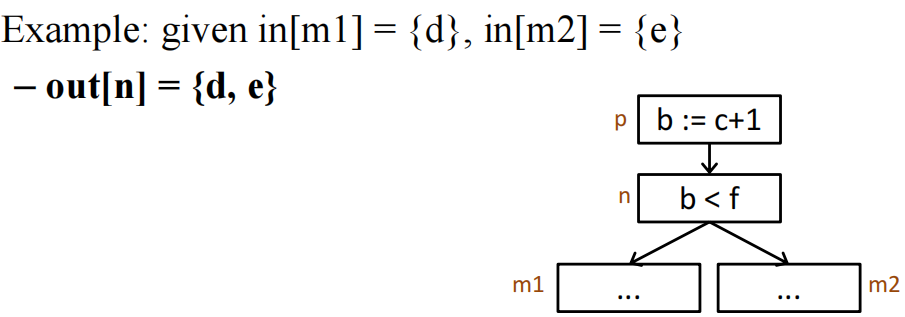 Example: given in[m1] = {d}, in[m2] = {e}
– out[n] = {d, e}
p b := c+1
n b < f
m1 ... ... m2